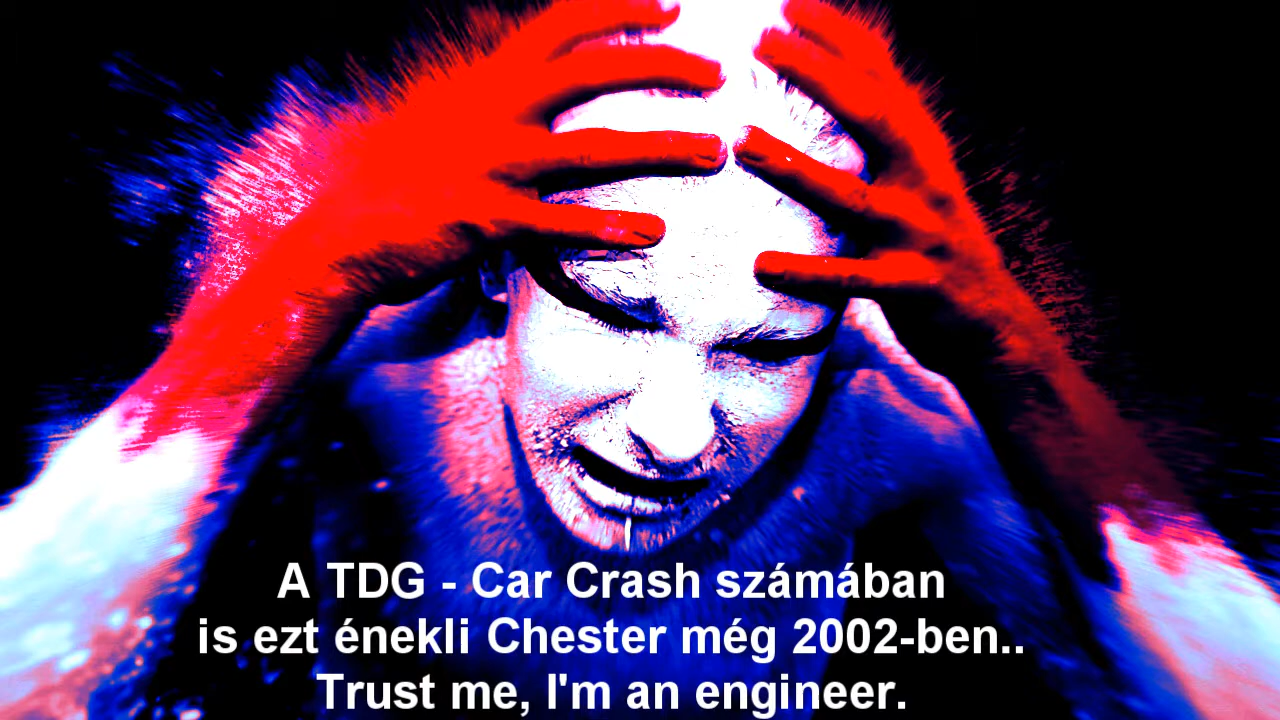 A TDG - Car Crash számában
is ezt énekli Chester még 2002-ben..
Trust me, I'm an engineer.